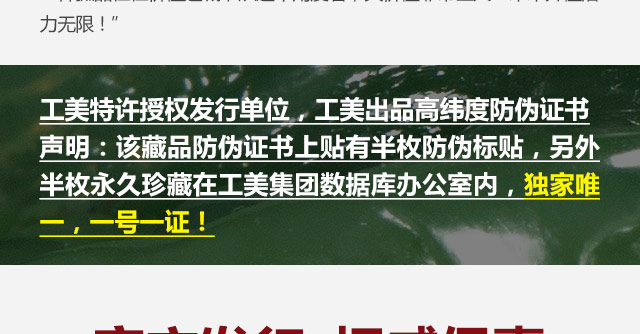 力无限！”
工美特许授权发行单位，工美出品高纬度防伪证书
声明：该藏品防伪证书上贴有半枚防伪标贴，另外
半枚永久珍藏在工美集团数据库办公室内，独家唯
一，一号一证！